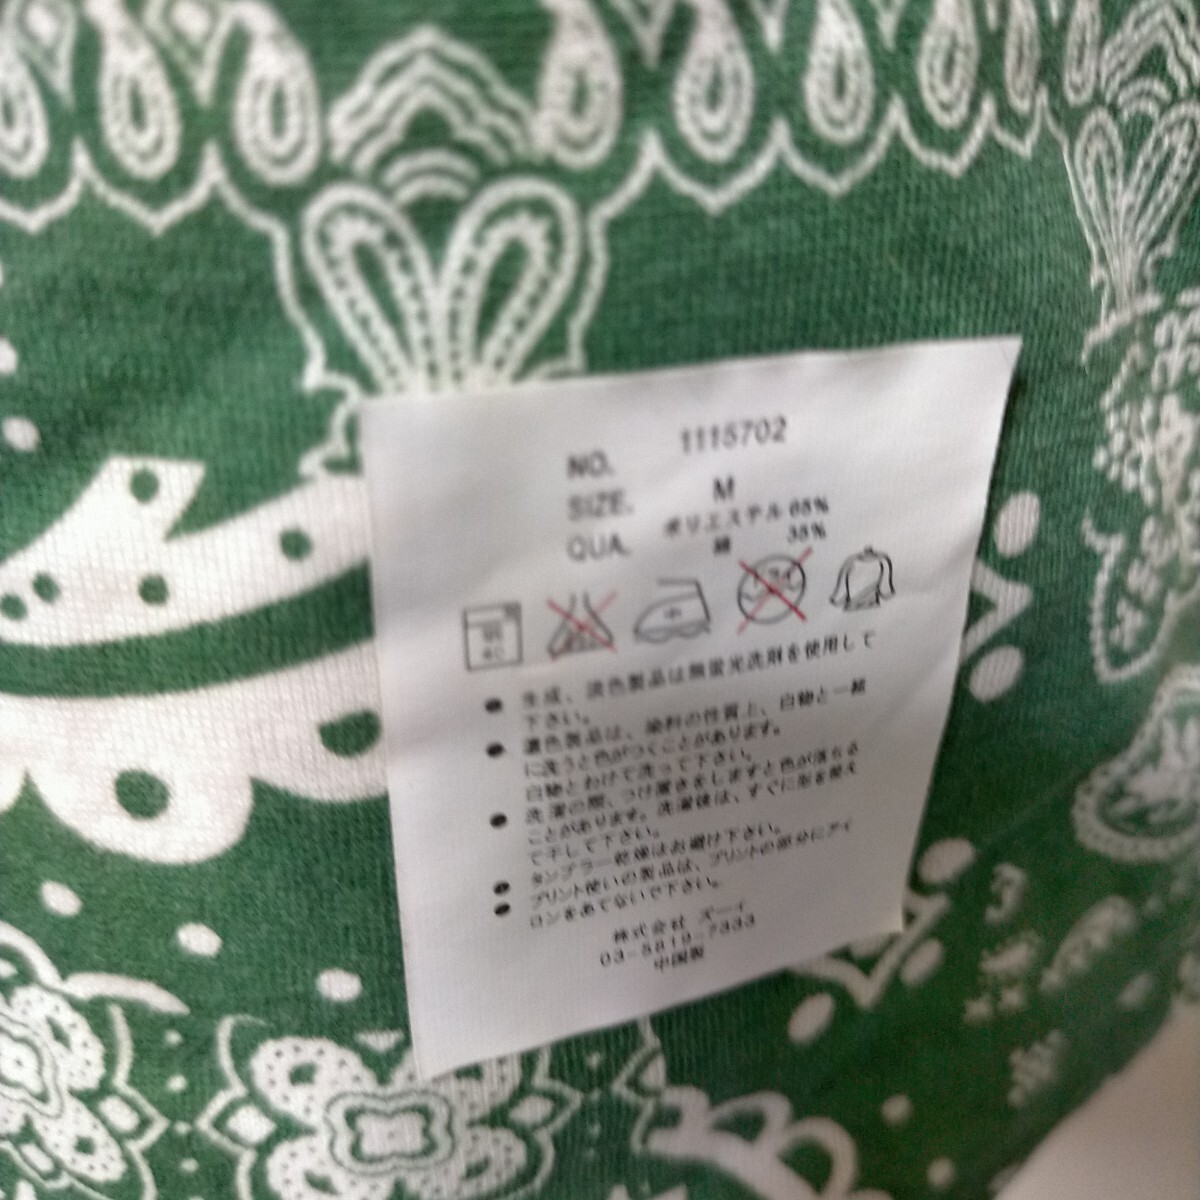 NO. 1115702
SIZE. M
QUA. ポリエステル 65%
綿 35%
生成、淡色製品は無蛍光洗剤を使用して
下さい。
濃色製品は、染料の性質上、白物と一緒
に洗うと色がつくことがあります。
白物とわけて洗って下さい。
洗濯の際、つけ置きをしますと色が落ちる
ことがあります。洗濯後は、すぐに形を整え
て干して下さい。
タンブラー乾燥はお避け下さい。
プリント使いの製品は、プリントの部分にアイ
ロンをあてないで下さい。
株式会社 ズーイ
03-5819-7333
中国製